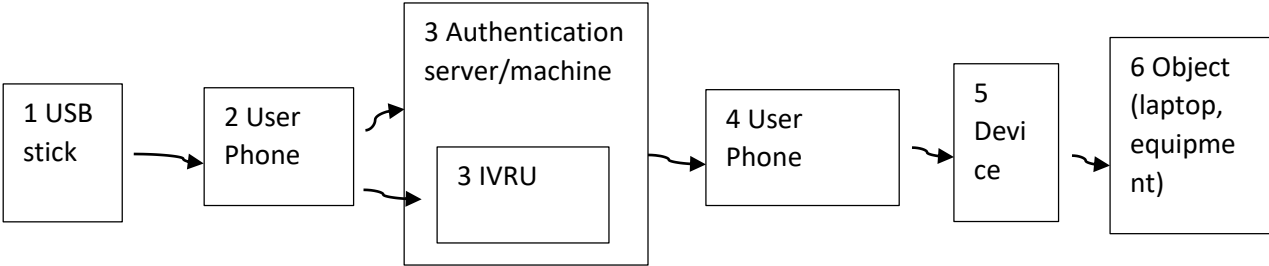 1 USB
stick
2 User
Phone
3 Authentication
server/machine
3 IVRU
4 User
Phone
5
Devi
ce
6 Object
(laptop,
equipme
nt)